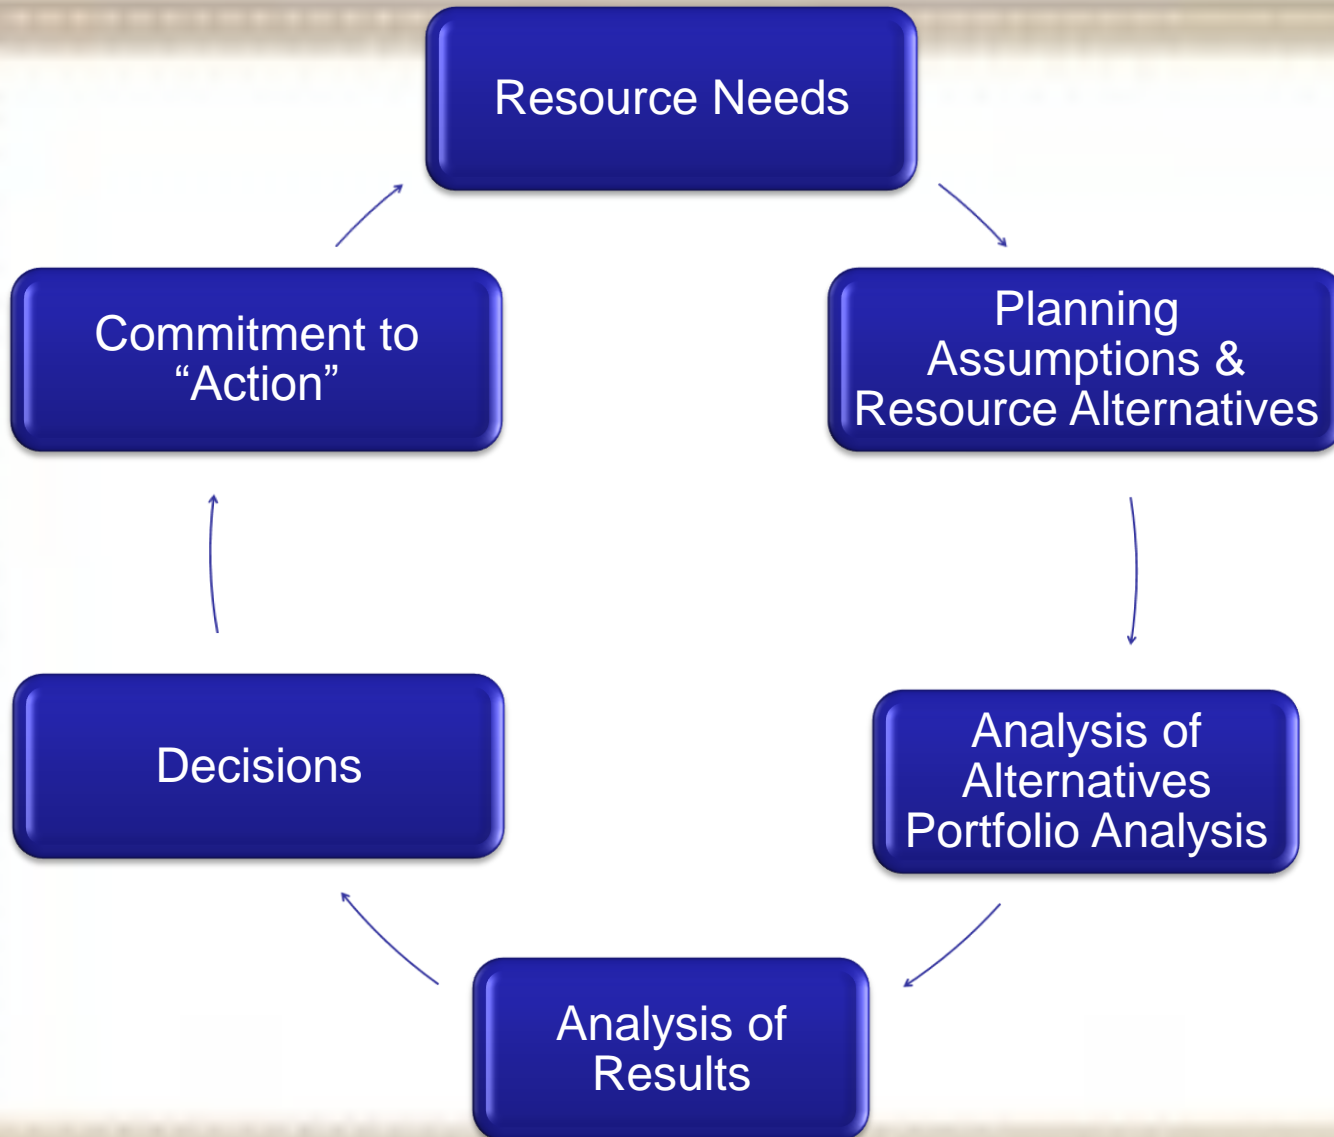 Resource Needs
Planning
Assumptions &
Resource Alternatives
Analysis of
Alternatives
Portfolio Analysis
Analysis of
Results
Decisions
Commitment to
“Action”